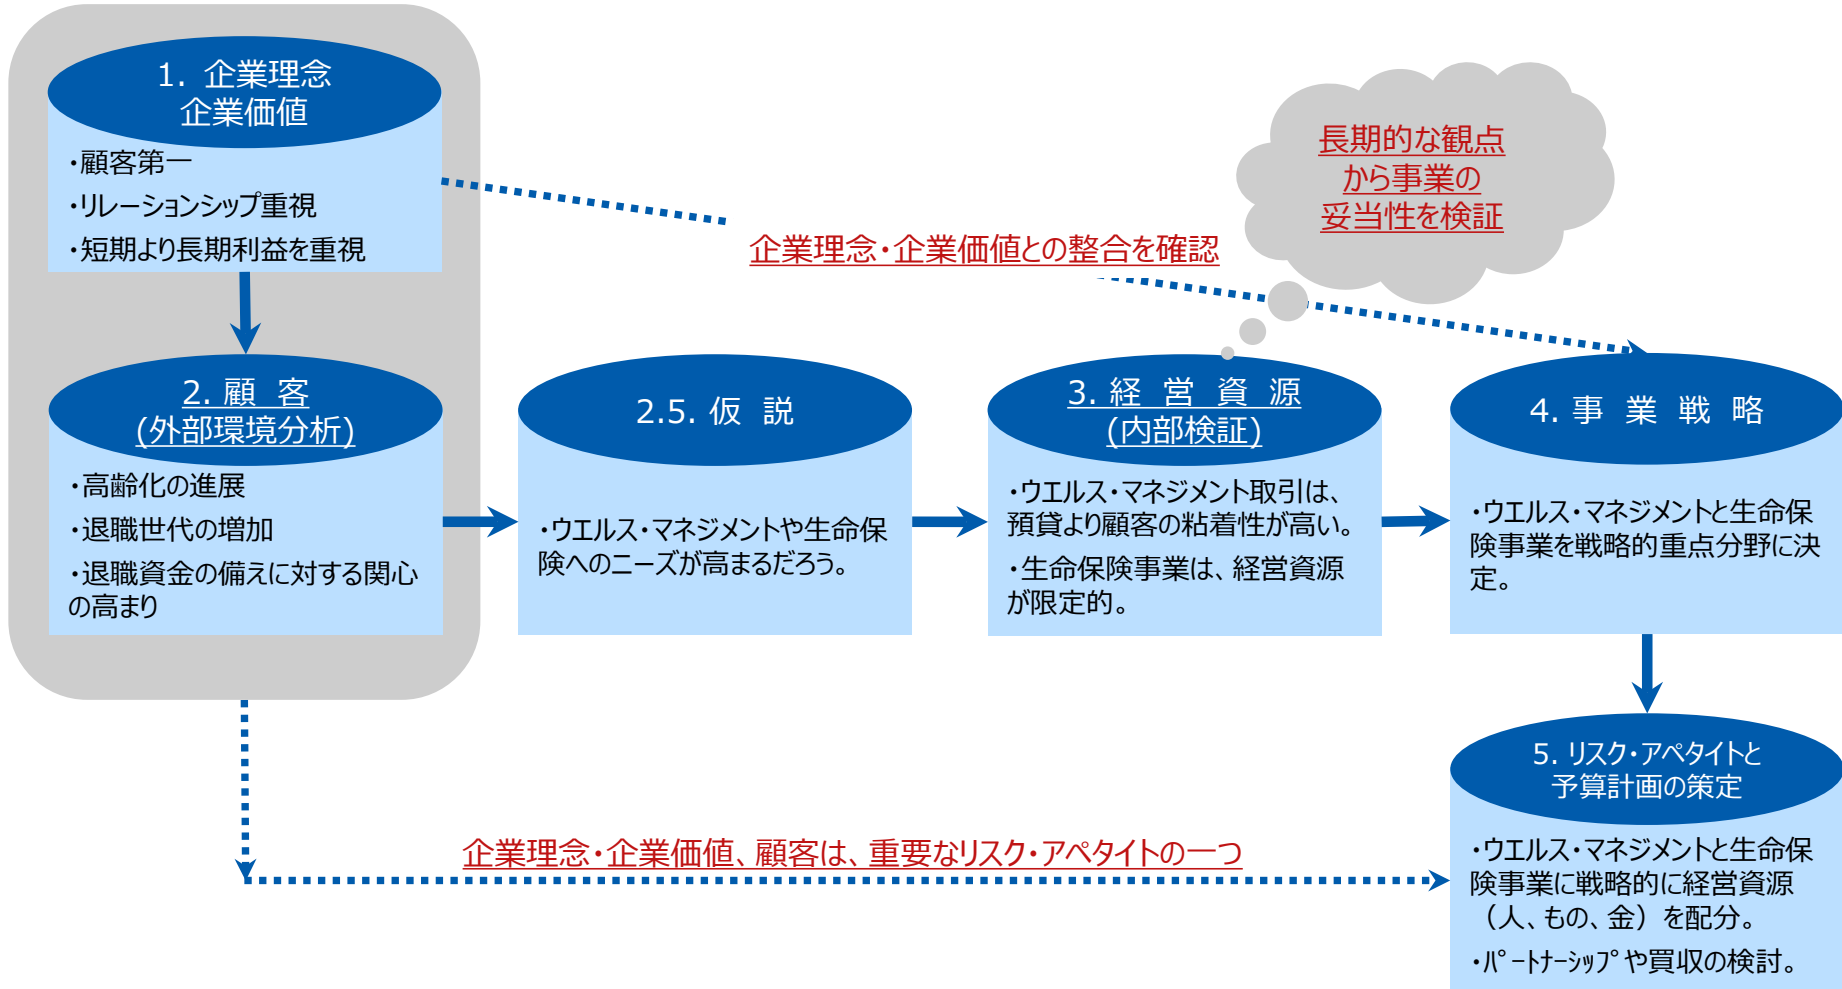 1. 企業理念
企業価値
・顧客第一
・リレーションシップ重視
・短期より長期利益を重視
企業理念・企業価値との整合を確認
長期的な観点
から事業の
妥当性を検証
2. 顧 客
(外部環境分析)
・高齢化の進展
・退職世代の増加
・退職資金の備えに対する関心
の高まり
2.5. 仮 説
・ウエルス・マネジメントや生命保
険へのニーズが高まるだろう。
3. 経 営 資 源
(内部検証)
・ウエルス・マネジメント取引は、
預貸より顧客の粘着性が高い。
・生命保険事業は、経営資源
が限定的。
4. 事 業 戦 略
・ウエルス・マネジメントと生命保
険事業を戦略的重点分野に決
定。
5. リスク・アペタイトと
予算計画の策定
・ウエルス・マネジメントと生命保
険事業に戦略的に経営資源
（人、もの、金）を配分。
・ﾊﾟｰﾄﾅｰｼｯﾌﾟや買収の検討。
企業理念・企業価値、顧客は、重要なリスク・アペタイトの一つ